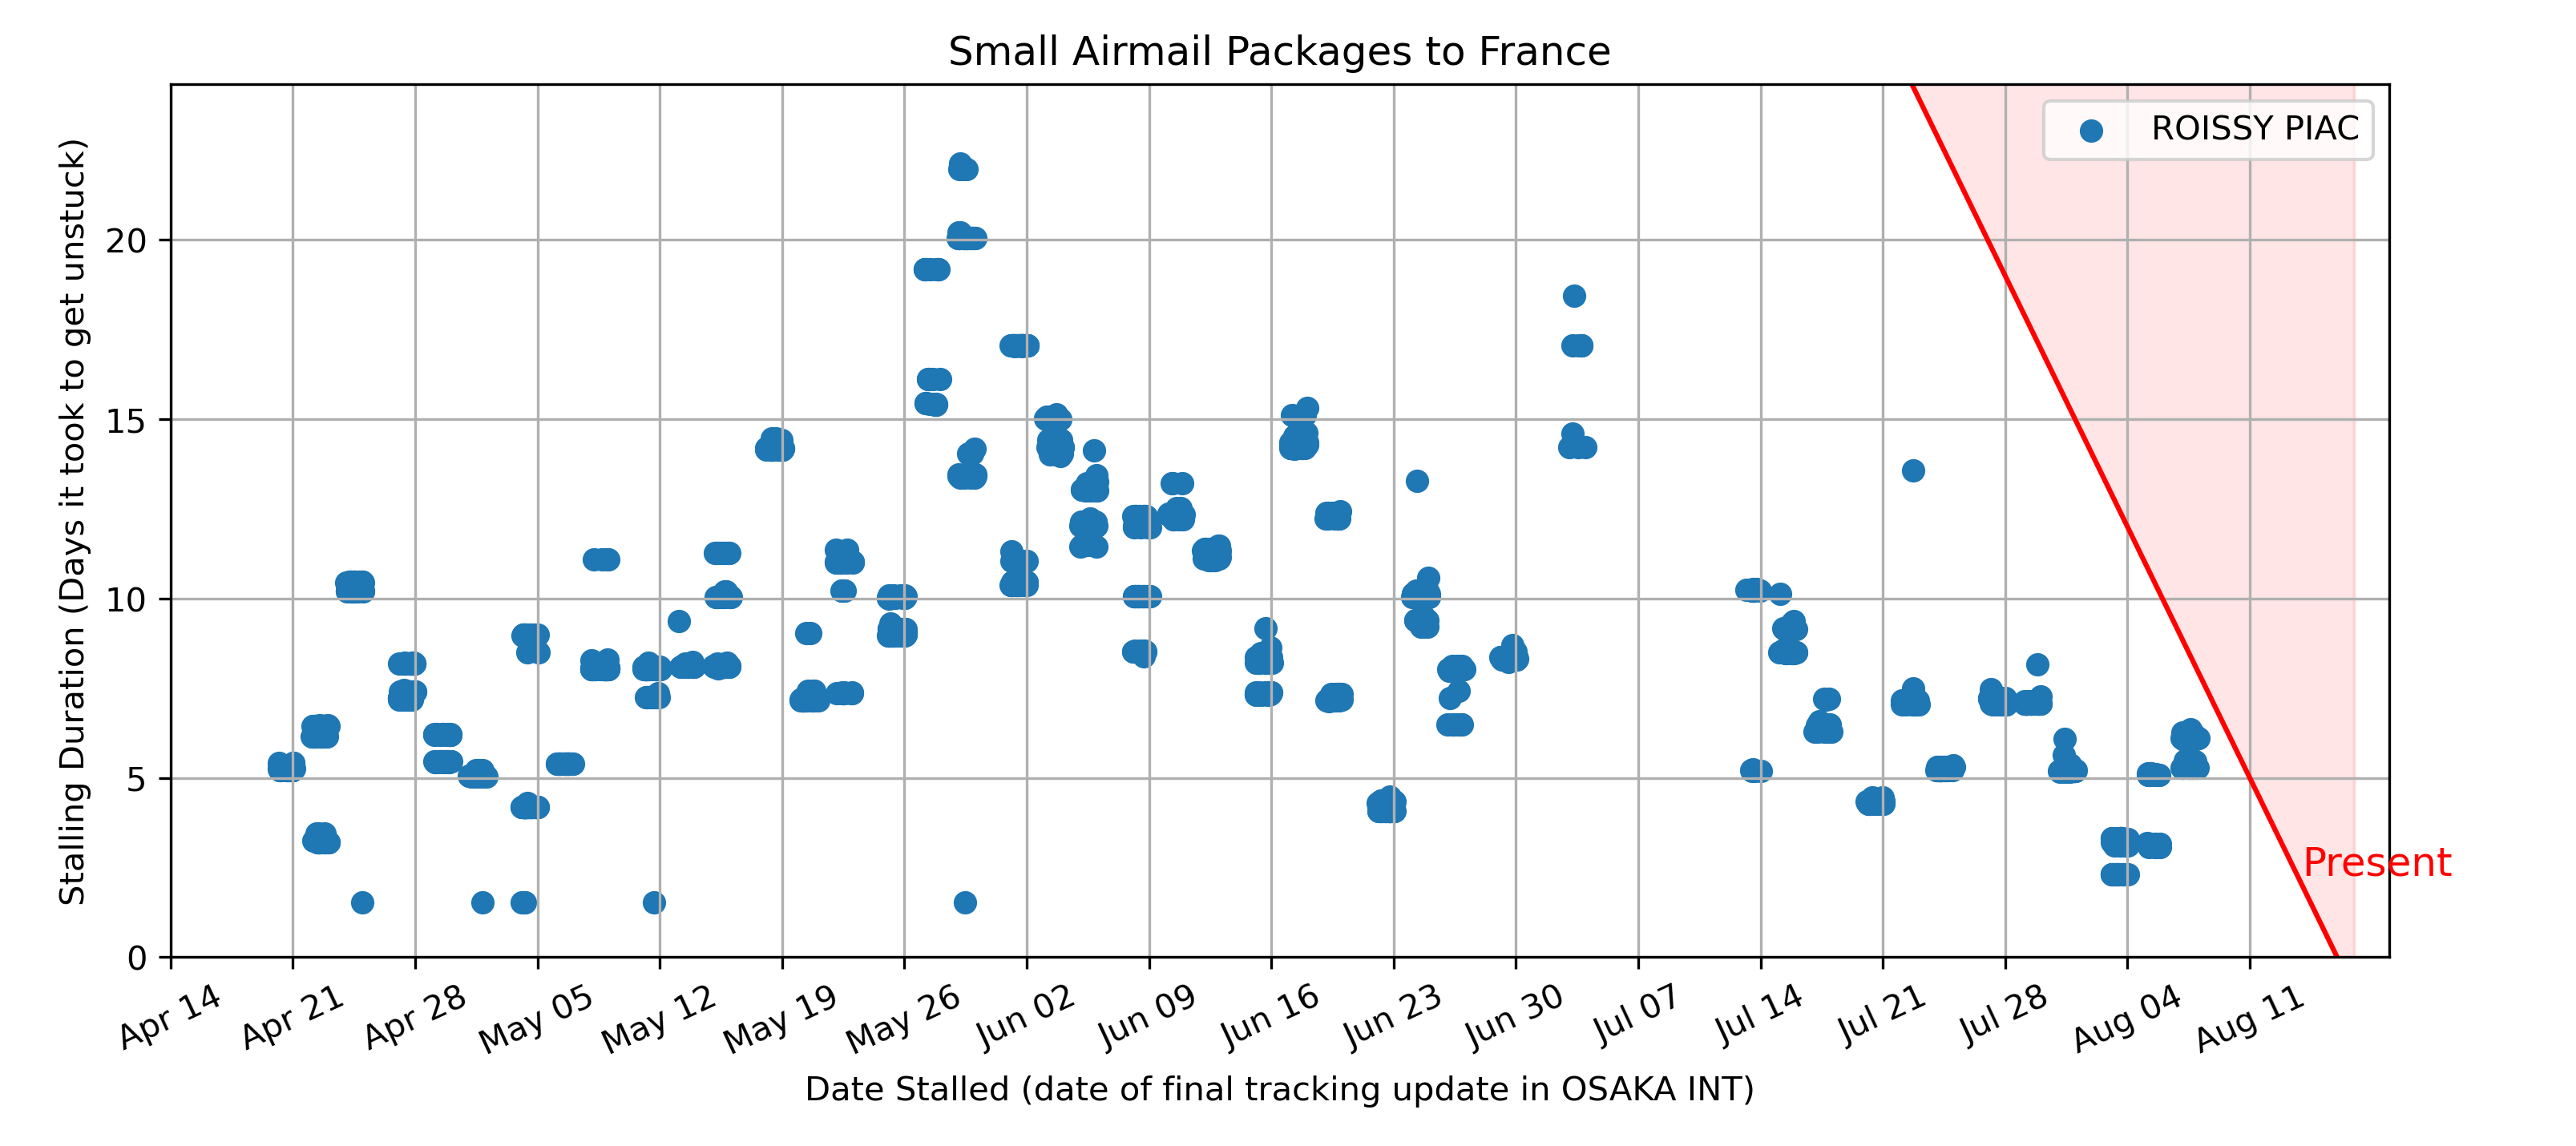 Small Airmail Packages to France
ROISSY PIAC
Stalling Duration (Days it took to get unstuck)
20
15
10
5
0
Present
Apr 14
Apr 21
Apr 28
May 05
May 12
May 19
May 26
Jun 02
Jun 09
Jun 16
Jun 23
Jun 30
Jul 07
Jul 14
Jul 21
Jul 28
Aug 04
Aug 11
Date Stalled (date of final tracking update in OSAKA INT)